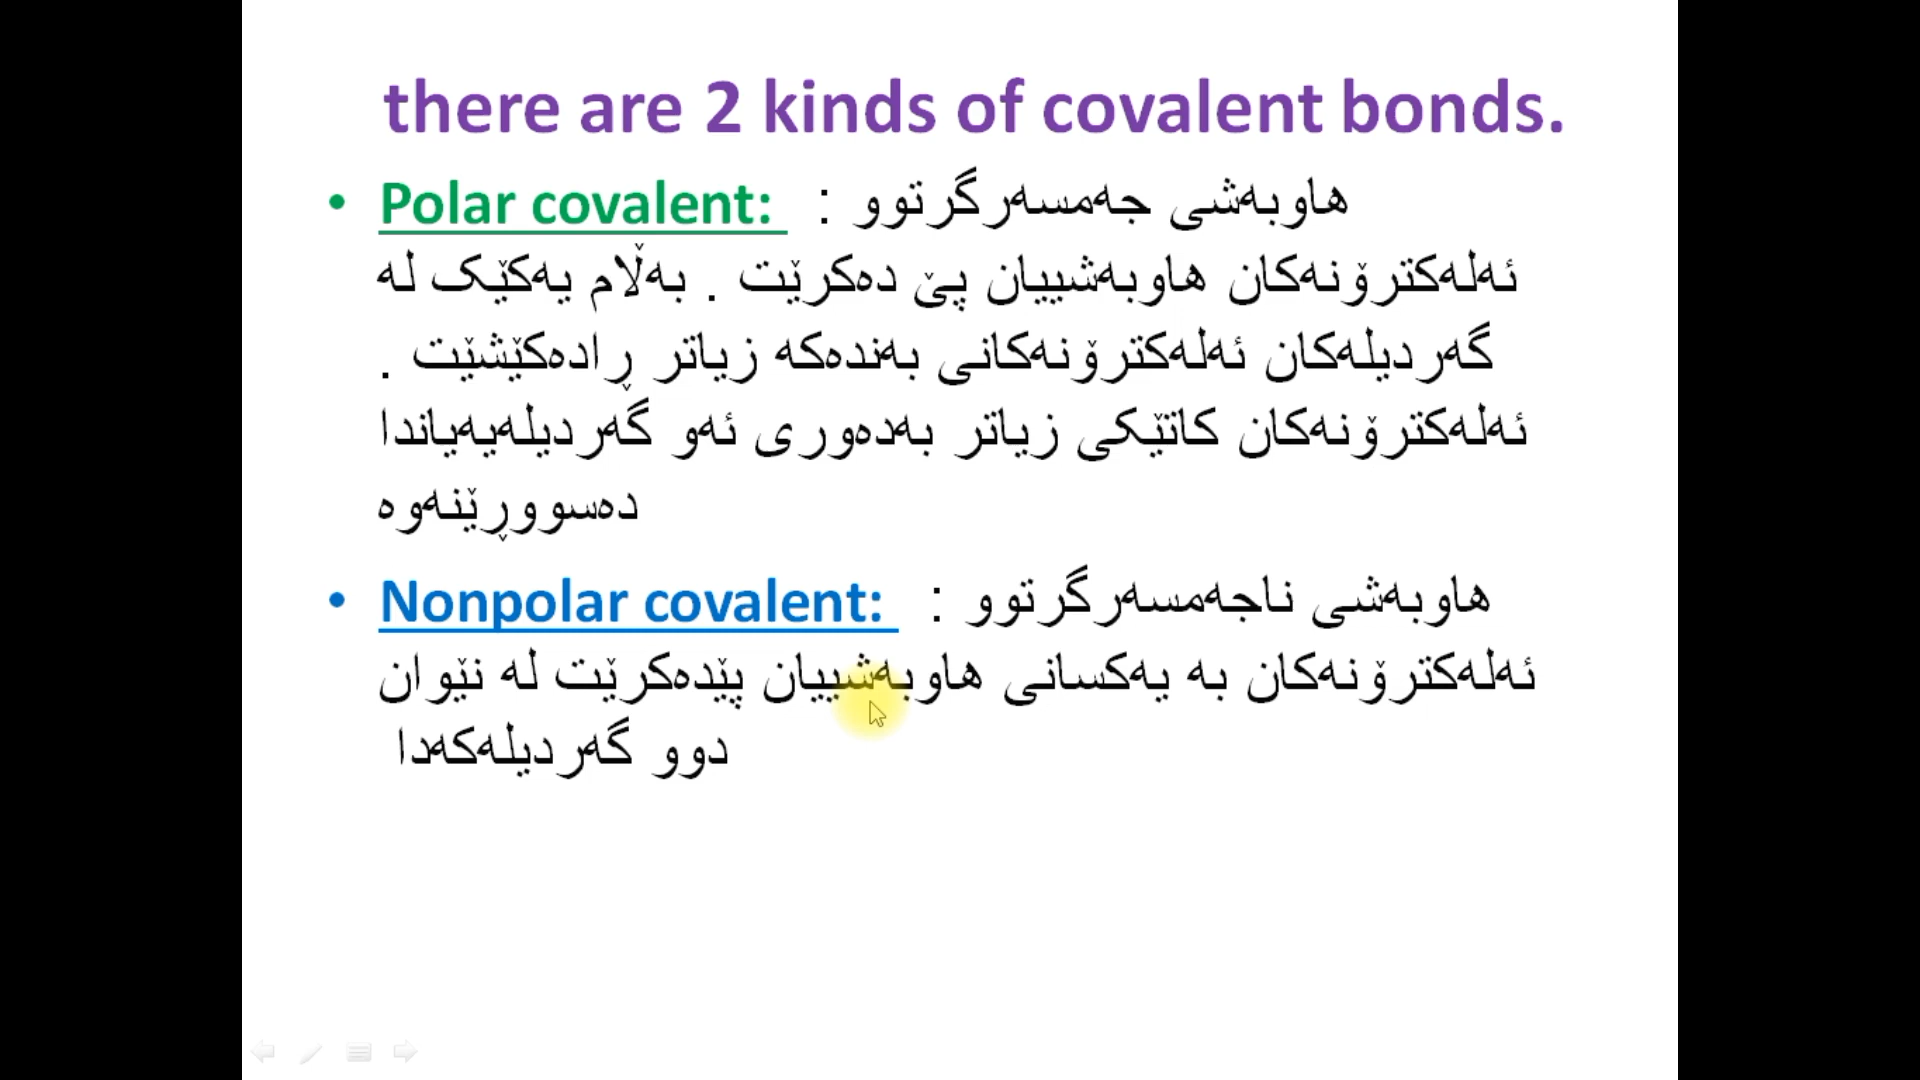 there are 2 kinds of covalent bonds.
• Polar covalent: هاوبەشی جەمسەرگرتوو :
ئەلەکترۆنەکان هاوبەشییان پێ دەکرێت . بەڵام یەکێک لە
گەردیلەکان ئەلەکترۆنەکانی بەندەکە زیاتر ڕادەکێشێت .
ئەلەکترۆنەکان کاتێکی زیاتر بەدەوری ئەو گەردیلەیەیاندا
دەسووڕێنەوە
• Nonpolar covalent: هاوبەشی ناجەمسەرگرتوو :
ئەلەکترۆنەکان بە یەکسانی هاوبەشییان پێدەکرێت لە نێوان
دوو گەردیلەکەدا